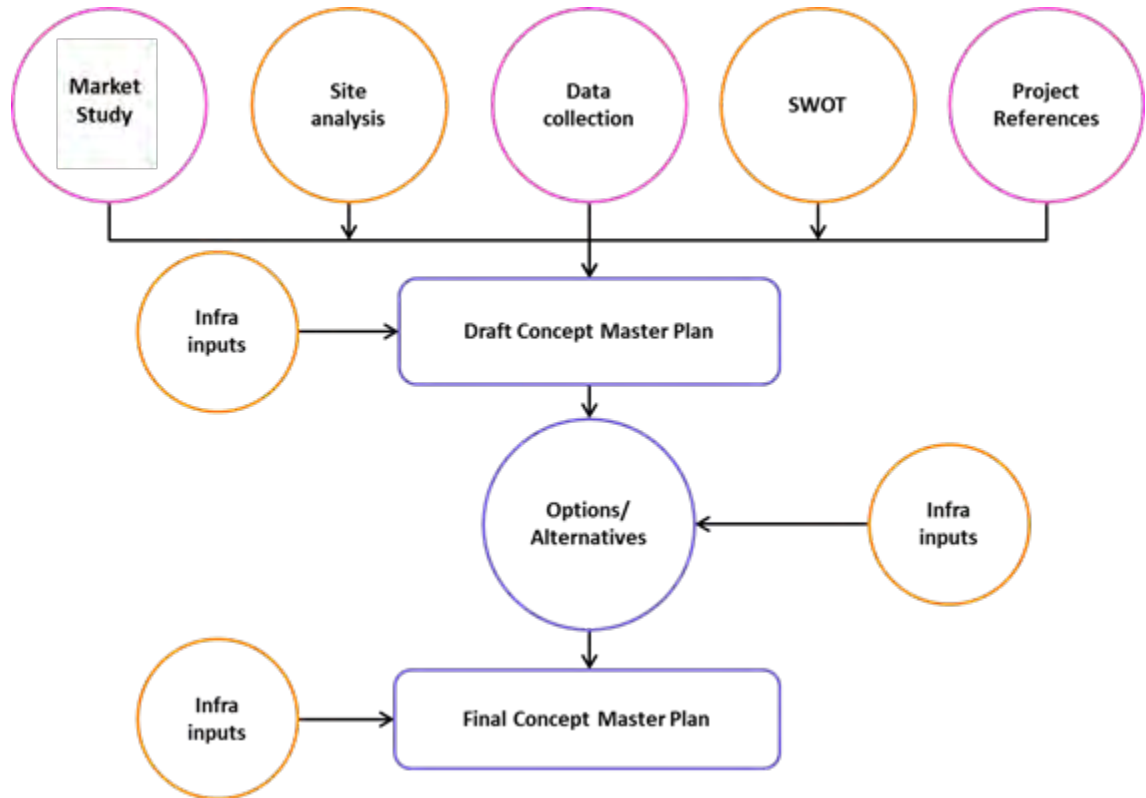 Market
Study
Site
analysis
Data
collection
SWOT
Project
References
Infra
inputs
Draft Concept Master Plan
Options/
Alternatives
Infra
inputs
Infra
inputs
Final Concept Master Plan